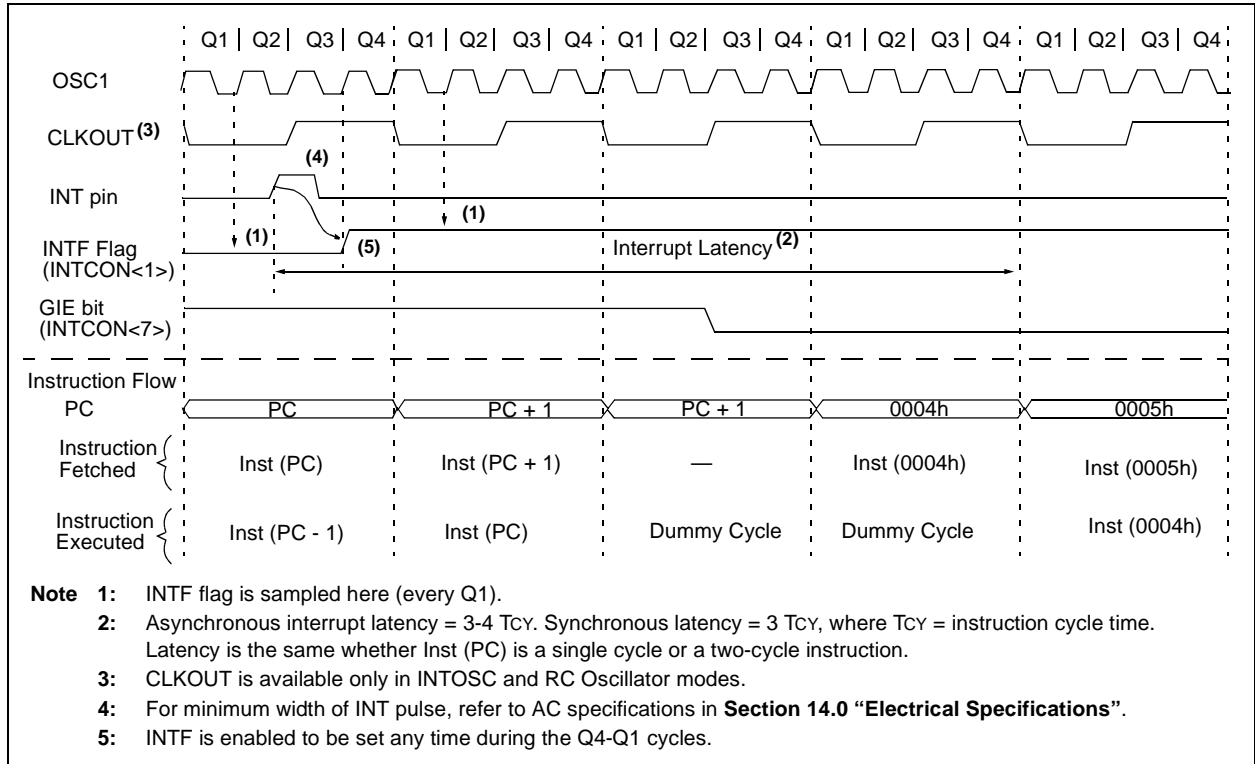 Q1 | Q2 | Q3 | Q4 Q1 | Q2 | Q3 | Q4 Q1 | Q2 | Q3 | Q4 Q1 | Q2 | Q3 | Q4 Q1 | Q2 | Q3 | Q4
OSC1
CLKOUT (3)
(4)
INT pin
(1)
(1)
(5)
INTF Flag
(INTCON<1>)
Interrupt Latency (2)
GIE bit
(INTCON<7>)
Instruction Flow
PC PC PC + 1 PC + 1 0004h 0005h
Instruction
Fetched
Inst (PC) Inst (PC + 1) — Inst (0004h) Inst (0005h)
Instruction
Executed
Inst (PC - 1) Inst (PC) Dummy Cycle Dummy Cycle Inst (0004h)
Note 1: INTF flag is sampled here (every Q1).
2: Asynchronous interrupt latency = 3-4 TCY. Synchronous latency = 3 TCY, where TCY = instruction cycle time.
Latency is the same whether Inst (PC) is a single cycle or a two-cycle instruction.
3: CLKOUT is available only in INTOSC and RC Oscillator modes.
4: For minimum width of INT pulse, refer to AC specifications in Section 14.0 “Electrical Specifications”.
5: INTF is enabled to be set any time during the Q4-Q1 cycles.